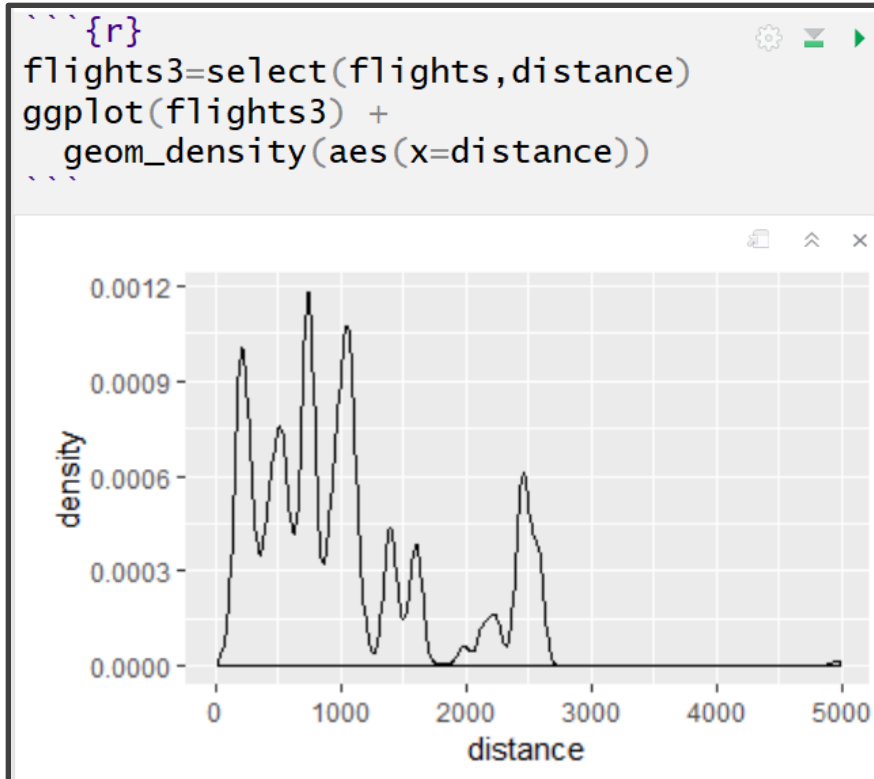 ```{r}
flights3=select(flights,distance)
ggplot(flights3) +
  geom_density(aes(x=distance))
```
0.0012
0.0009
0.0006
0.0003
0.0000
density
0 1000 2000 3000 4000 5000
distance